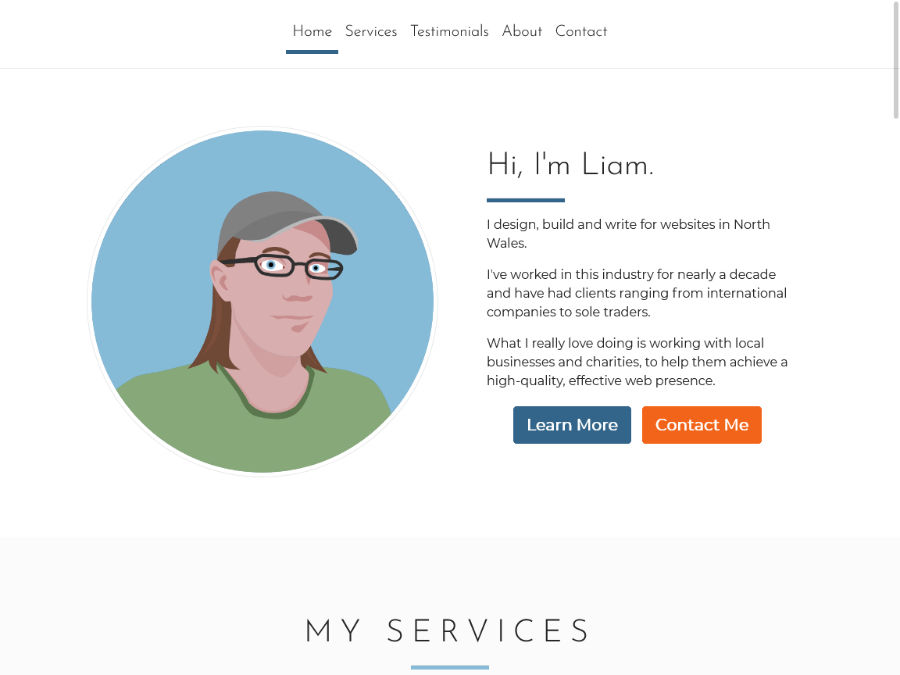 Home Services Testimonials About Contact
Hi, I'm Liam.
I design, build and write for websites in North
Wales.
I've worked in this industry for nearly a decade
and have had clients ranging from international
companies to sole traders.
What I really love doing is working with local
businesses and charities, to help them achieve a
high-quality, effective web presence.
Learn More Contact Me
MY SERVICES